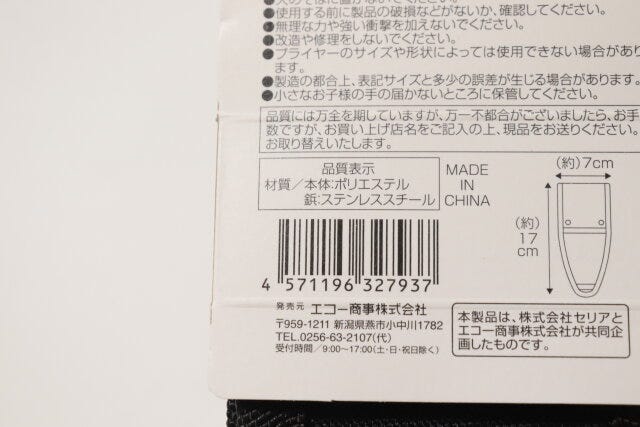 ●使用する前に製品の破損などがないか、確認してください。
●無理な力や強い衝撃を加えないでください。
●改造や修理をしないでください。
●プライヤーのサイズや形状によっては使用できない場合があり
ます。
●製造の都合上、表記サイズと多少の誤差が生じる場合があります。
●小さなお子様の手の届かないところに保管してください。
品質には万全を期していますが、万一不都合がございましたら、お手
数ですが、お買い上げ店名をご記入の上、現品をお送りください。
お取り替えいたします。
品質表示
材質/本体:ポリエステル
鋲:ステンレススチール
MADE
IN
CHINA
(約)7cm
(約)
17
cm
4 571196 327937
発売元 エコー商事株式会社
〒959-1211 新潟県燕市小中川1782
TEL.0256-63-2107(代)
受付時間/9:00〜17:00(土・日・祝日除く)
本製品は、株式会社セリアと
エコー商事株式会社が共同企
画したものです。